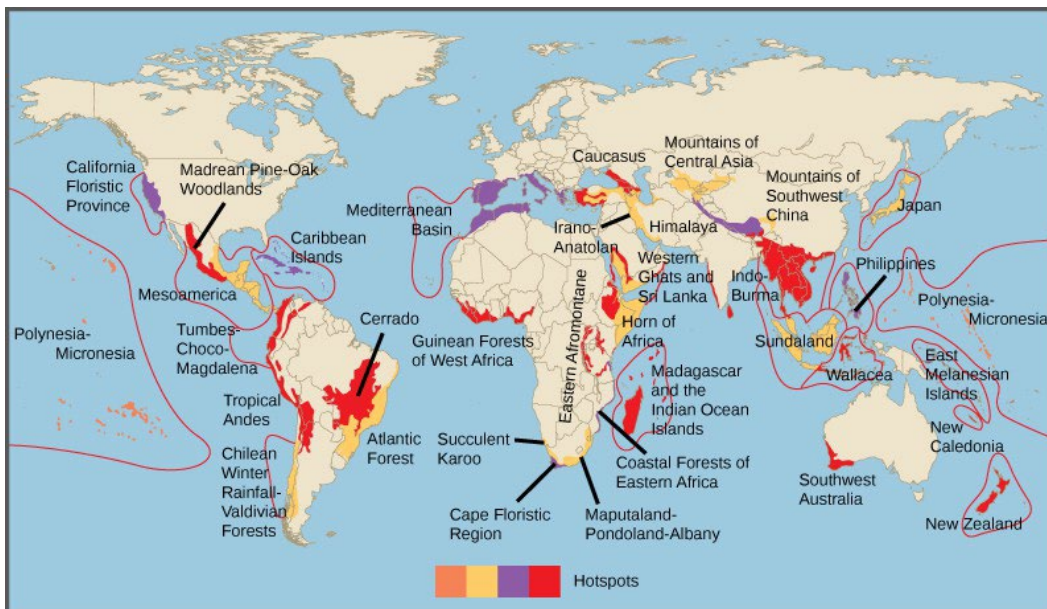 California
Floristic
Province
Madrean Pine-Oak
Woodlands
Caribbean
Islands
Mesoamerica
Polynesia-
Micronesia
Tumbes-
Choco-
Magdalena
Cerrado
Tropical
Andes
Atlantic
Forest
Chilean
Winter
Rainfall-
Valdivian
Forests
Mediterranean
Basin
Caucasus
Mountains of
Central Asia
Mountains of
Southwest
China
Japan
Irano-
Anatolian
Himalaya
Western
Ghats and
Sri Lanka
Indo-
Burma
Philippines
Polynesia-
Micronesia
Guinean Forests
of West Africa
Eastern Afromontane
Horn of
Africa
Sundaland
Wallacea
East
Melanesian
Islands
Madagascar
and the
Indian Ocean
Islands
New
Caledonia
Succulent
Karoo
Coastal Forests of
Eastern Africa
Southwest
Australia
Cape Floristic
Region
Maputaland-
Pondoland-Albany
New Zealand
Hotspots